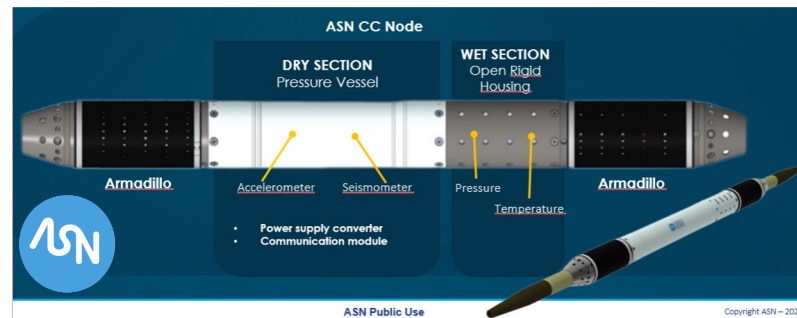 ASN CC Node
DRY SECTION
Pressure Vessel
WET SECTION
Open Rigid
Housing
Armadillo
Accelerometer
Seismometer
Pressure
Temperature
Armadillo
• Power supply converter
• Communication module
ASN
ASN Public Use
Copyright ASN – 202